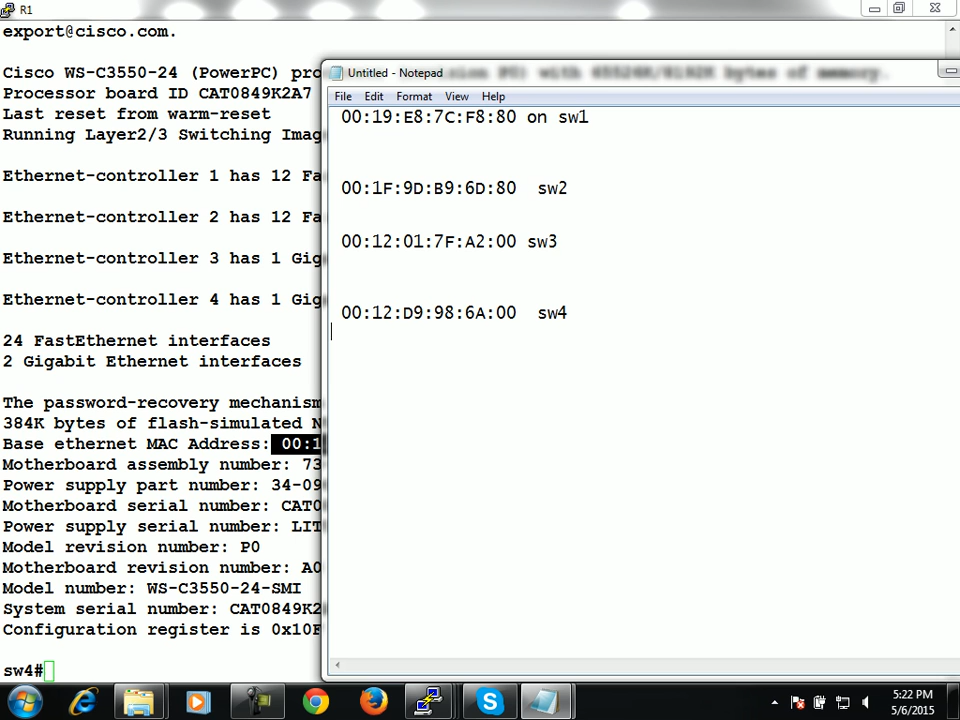 R1
export@cisco.com.
Cisco WS-C3550-24 (PowerPC) pro
Processor board ID CAT0849K2A7
Last reset from warm-reset
Running Layer2/3 Switching Imag
Ethernet-controller 1 has 12 Fa
Ethernet-controller 2 has 12 Fa
Ethernet-controller 3 has 1 Gig
Ethernet-controller 4 has 1 Gig
24 FastEthernet interfaces
2 Gigabit Ethernet interfaces
The password-recovery mechanism
384K bytes of flash-simulated N
Base ethernet MAC Address: 00:1
Motherboard assembly number: 73
Power supply part number: 34-09
Motherboard serial number: CAT0
Power supply serial number: LIT
Model revision number: P0
Motherboard revision number: A0
Model number: WS-C3550-24-SMI
System serial number: CAT0849K2
Configuration register is 0x10F
sw4#
Untitled - Notepad
with 65526K/8192K bytes of memory.
File Edit Format View Help
00:19:E8:7C:F8:80 on sw1
00:1F:9D:B9:6D:80 sw2
00:12:01:7F:A2:00 sw3
00:12:D9:98:6A:00 sw4
5:22 PM
5/6/2015